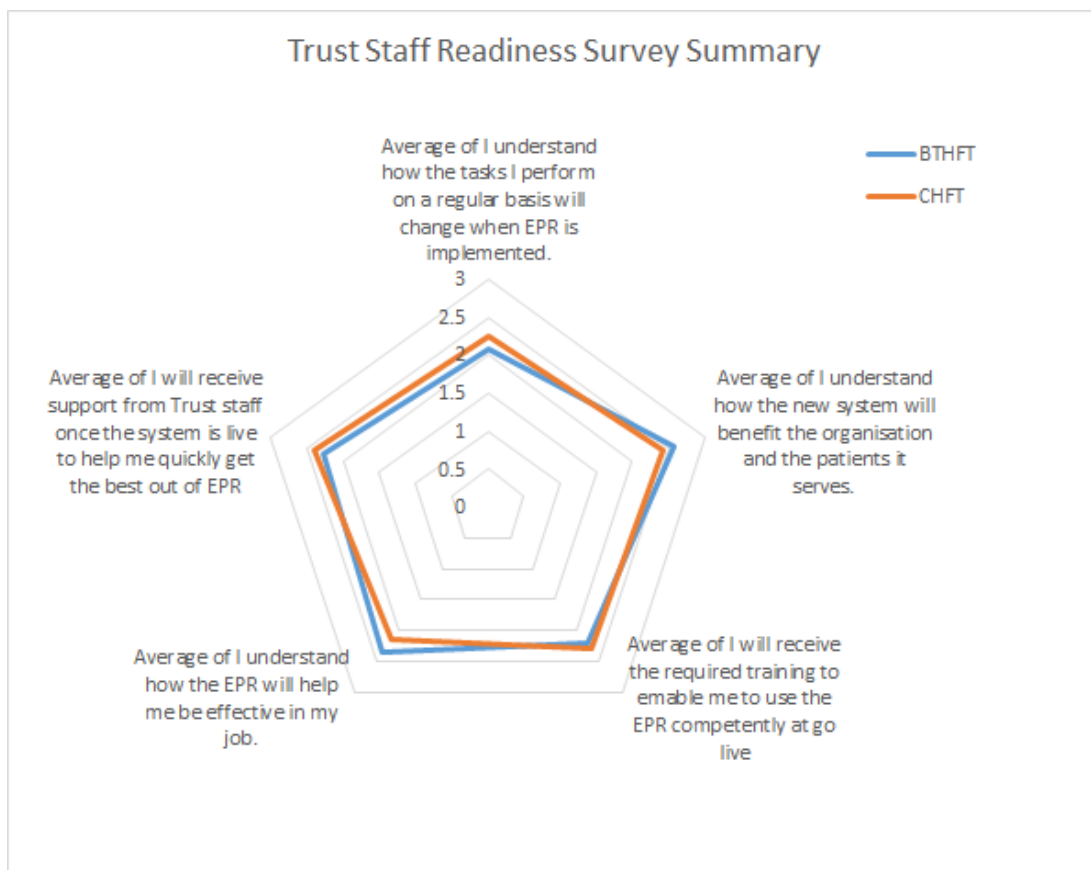 Trust Staff Readiness Survey Summary
Average of I understand
how the tasks I perform
on a regular basis will
change when EPR is
implemented.
BTHFT
CHFT
3
2.5
2
1.5
1
0.5
0
Average of I understand
how the new system will
benefit the organisation
and the patients it
serves.
Average of I will receive
the required training to
emable me to use the
EPR competently at go
live
Average of I understand
how the EPR will help
me be effective in my
job.
Average of I will receive
support from Trust staff
once the system is live
to help me quickly get
the best out of EPR